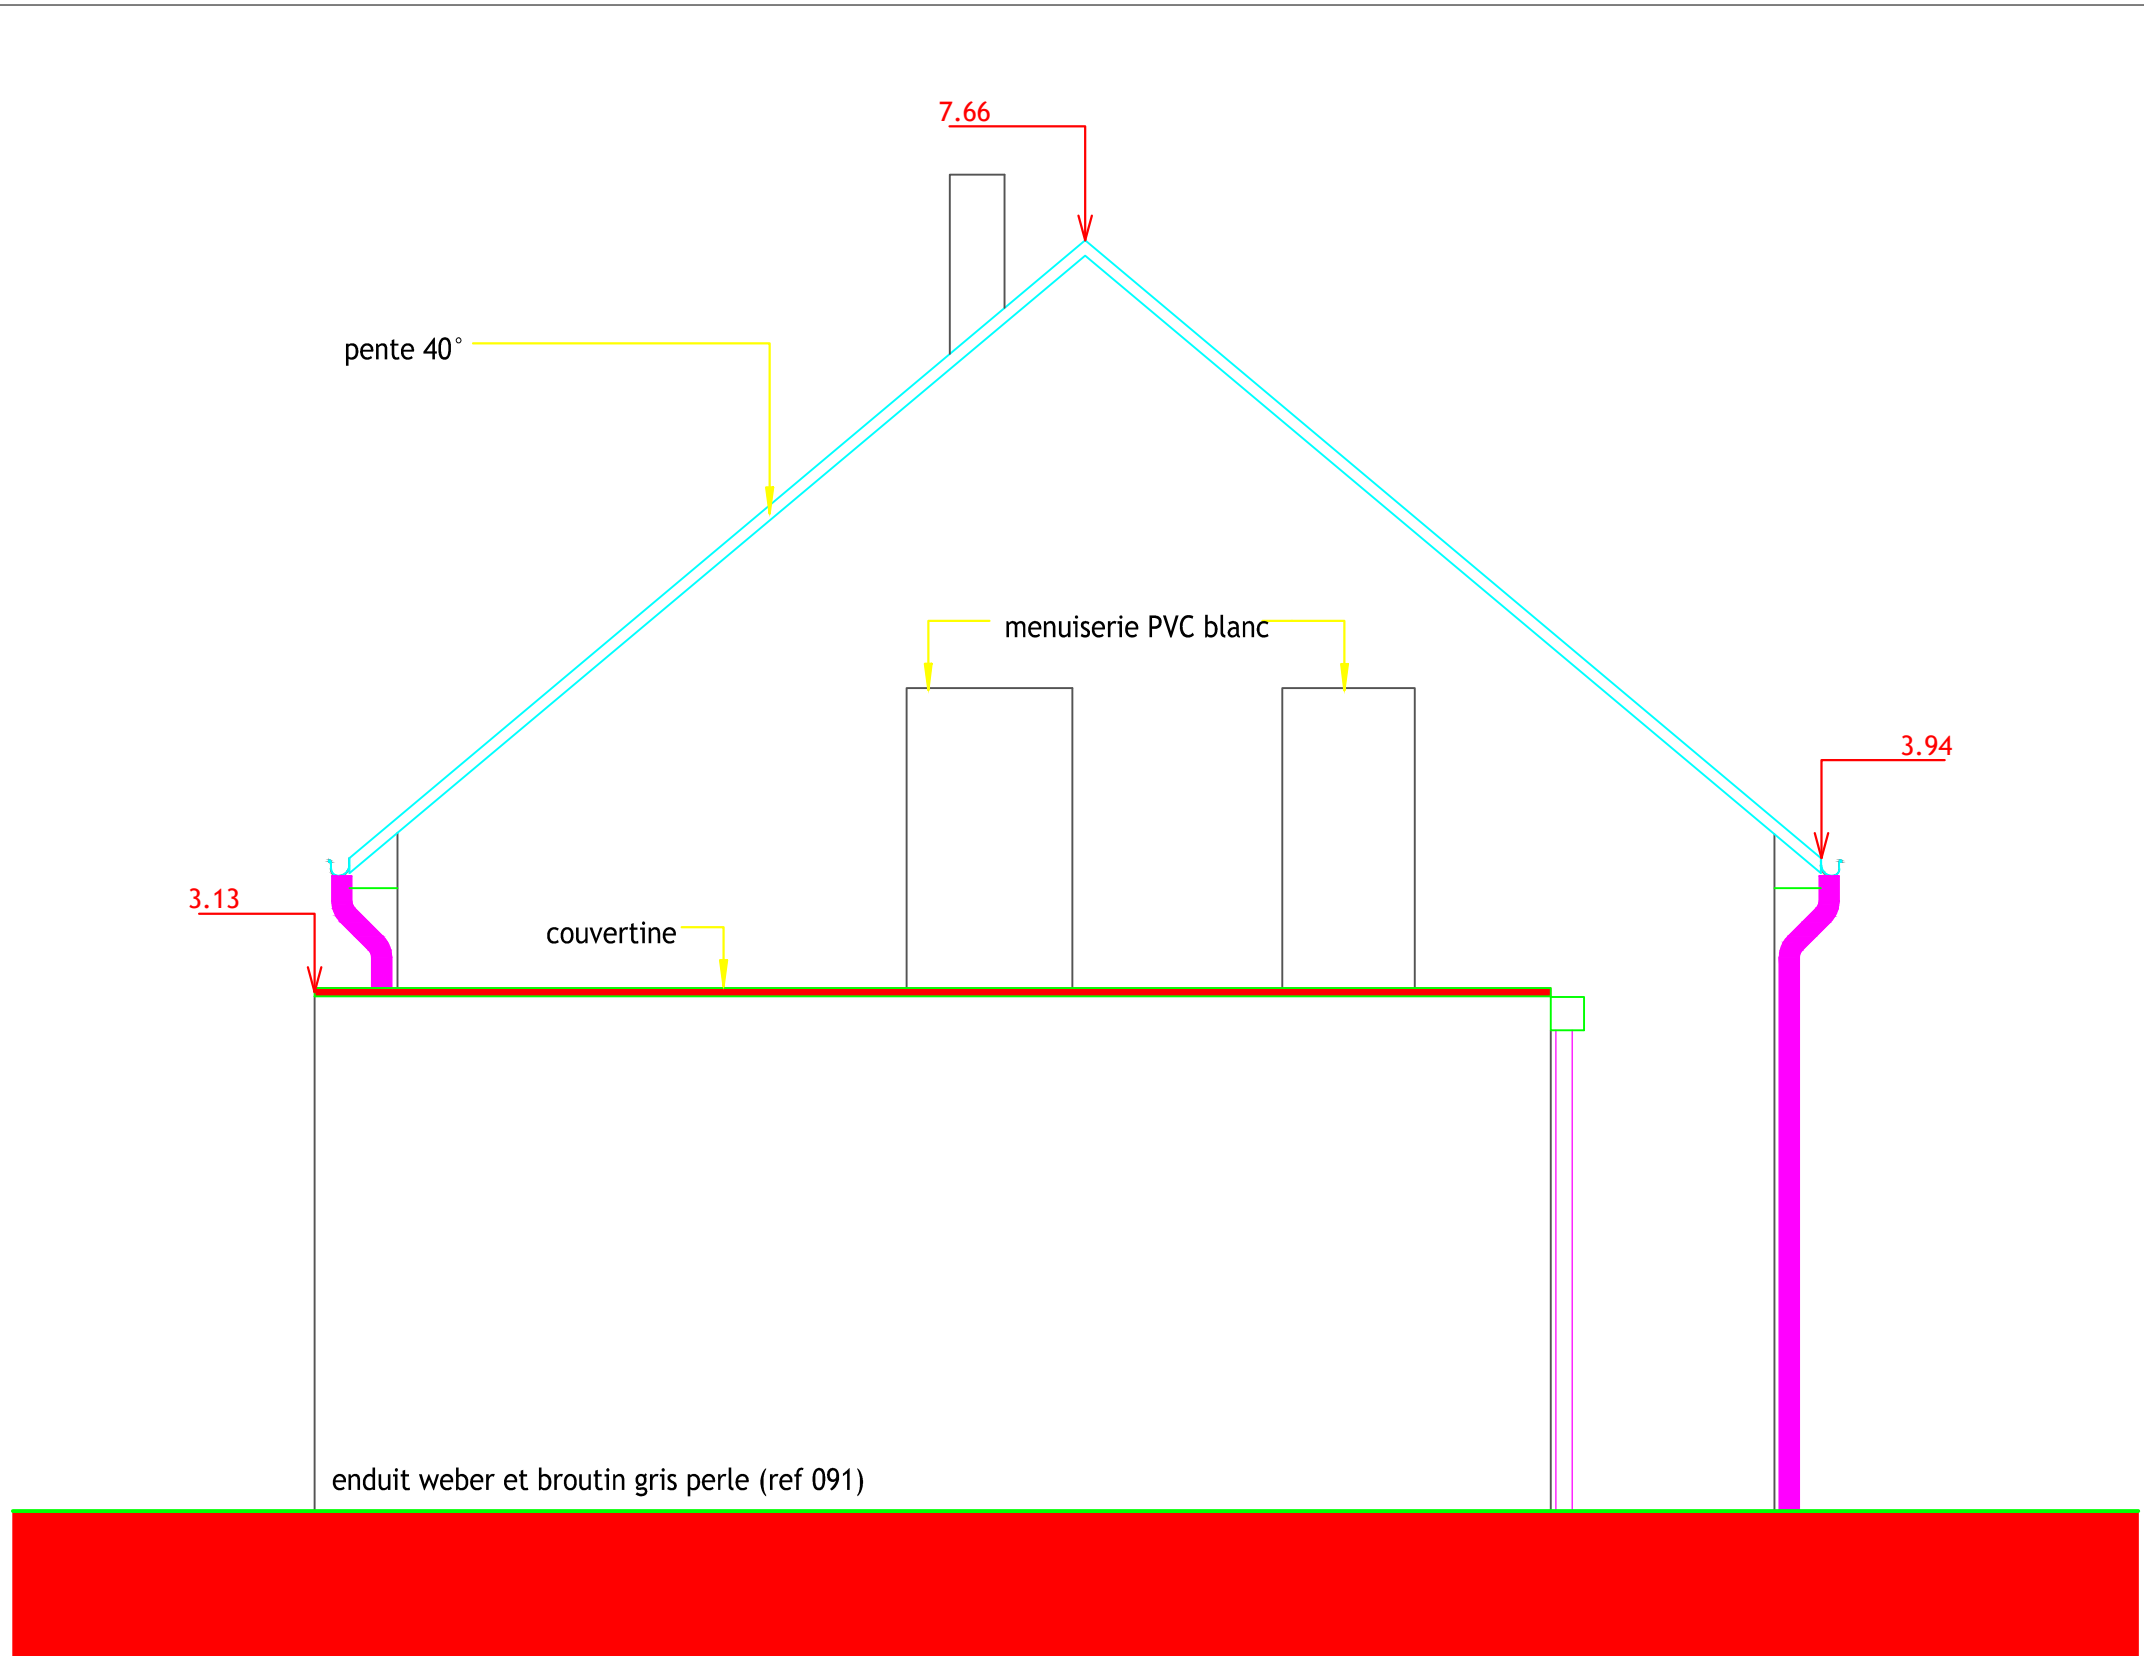 7.66
pente 40°
menuiserie PVC blanc
3.94
3.13
couvertine
enduit weber et broutin gris perle (ref 091)